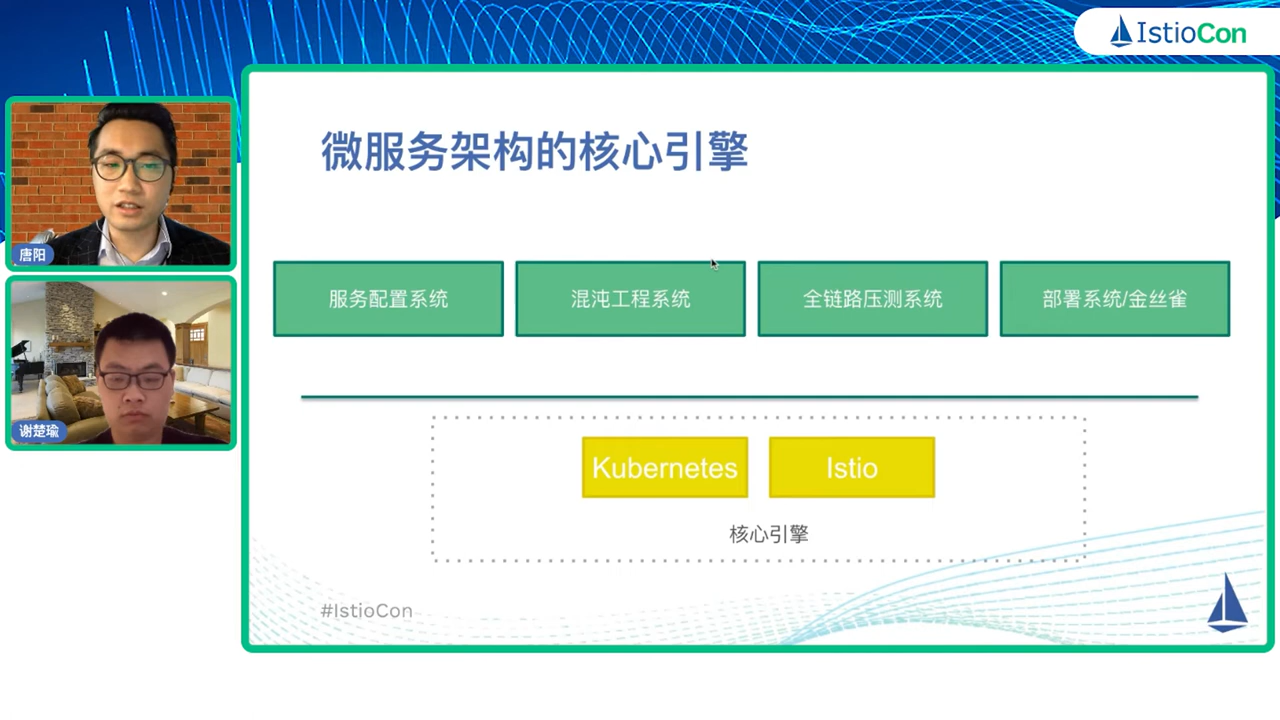 IstioCon
唐阳
谢楚瑜
微服务架构的核心引擎
服务配置系统
混沌工程系统
全链路压测系统
部署系统/金丝雀
Kubernetes
Istio
核心引擎
#IstioCon